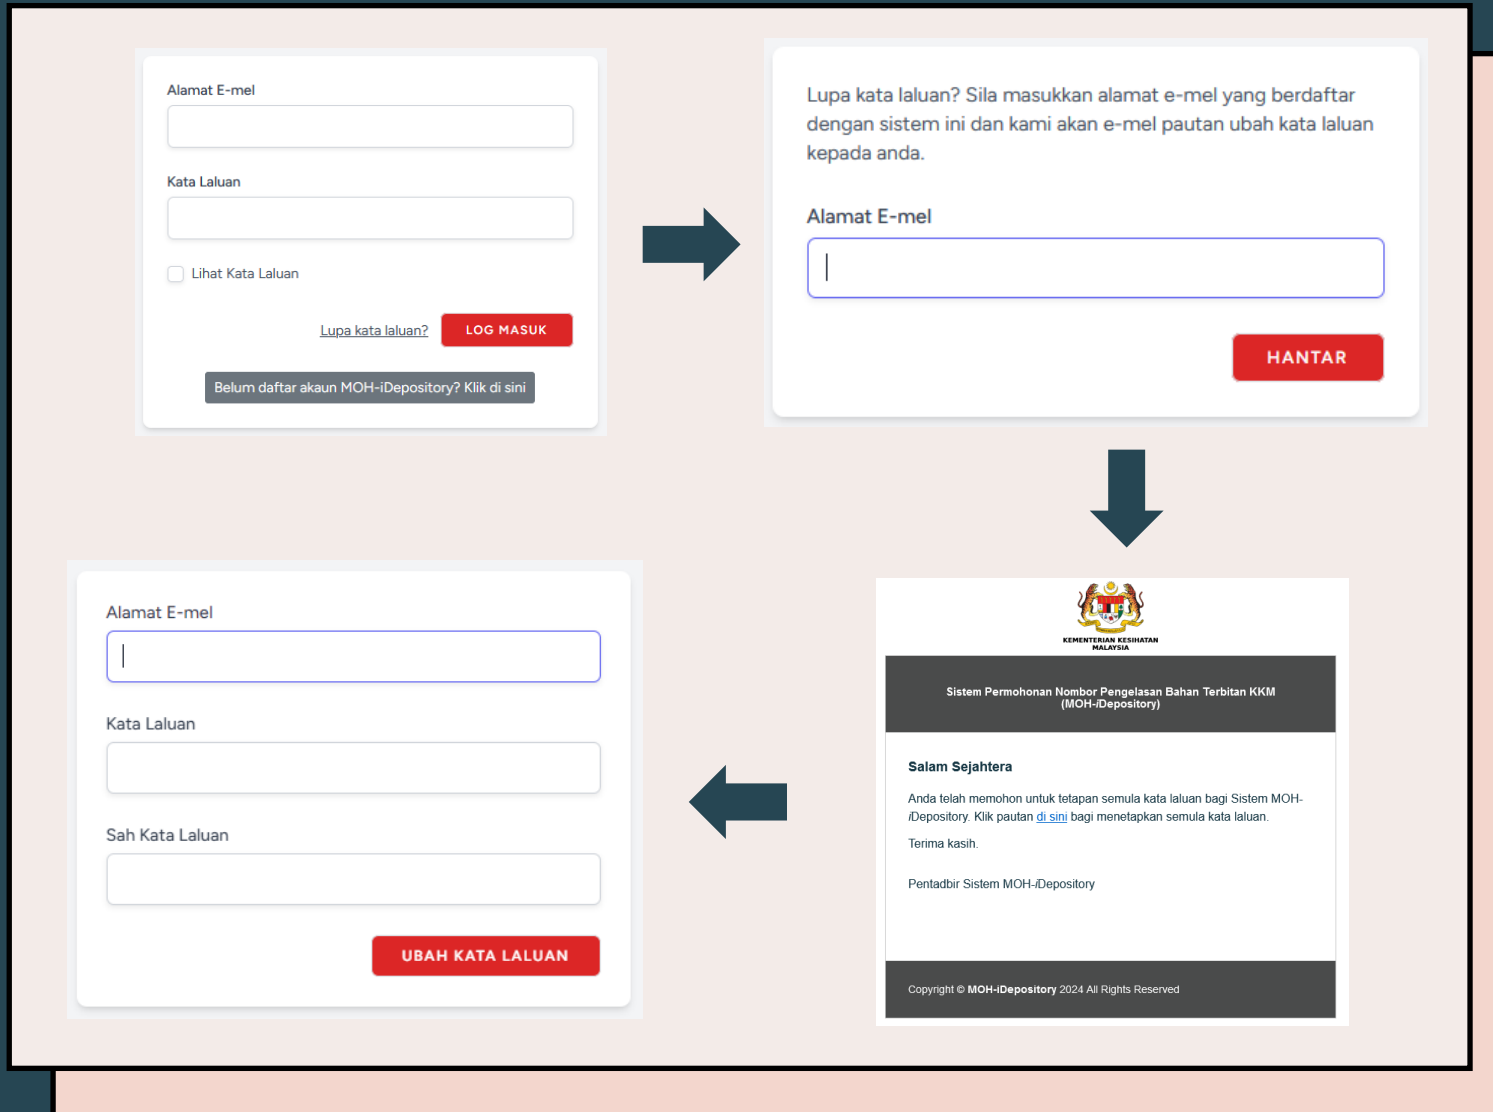 Alamat E-mel
Kata Laluan
Lihat Kata Laluan
Lupa kata laluan?
LOG MASUK
Belum daftar akaun MOH-iDepository? Klik di sini
Lupa kata laluan? Sila masukkan alamat e-mel yang berdaftar
dengan sistem ini dan kami akan e-mel pautan ubah kata laluan
kepada anda.
Alamat E-mel
HANTAR
KEMENTERIAN KESIHATAN
MALAYSIA
Sistem Permohonan Nombor Pengelasan Bahan Terbitan KKM
(MOH-iDepository)
Salam Sejahtera
Anda telah memohon untuk tetapan semula kata laluan bagi Sistem MOH-
iDepository. Klik pautan di sini bagi menetapkan semula kata laluan.
Terima kasih.
Pentadbir Sistem MOH-iDepository
Copyright © MOH-iDepository 2024 All Rights Reserved
Alamat E-mel
Kata Laluan
Sah Kata Laluan
UBAH KATA LALUAN